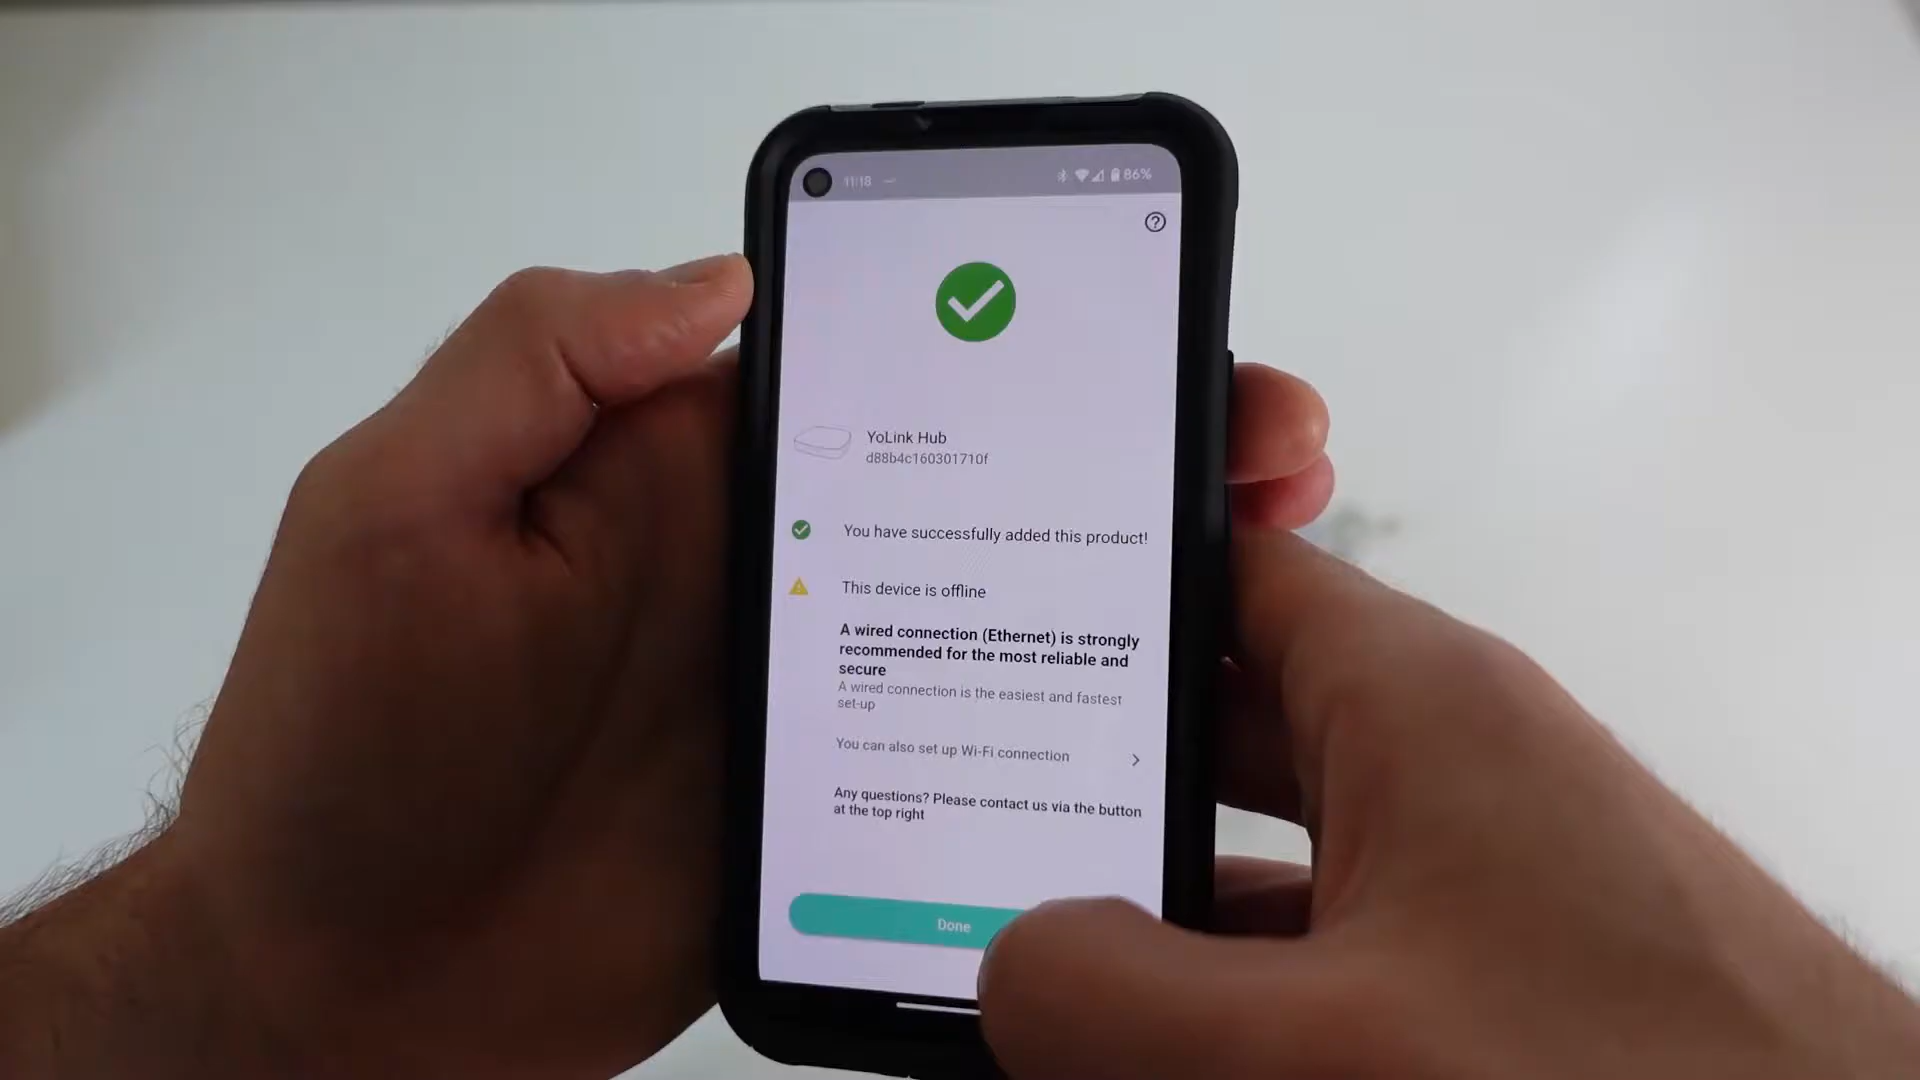 11:18
86%
YoLink Hub
d88b4c160301710f
You have successfully added this product!
This device is offline
A wired connection (Ethernet) is strongly
recommended for the most reliable and
secure
A wired connection is the easiest and fastest
set-up
You can also set up Wi-Fi connection
Any questions? Please contact us via the button
at the top right
Done